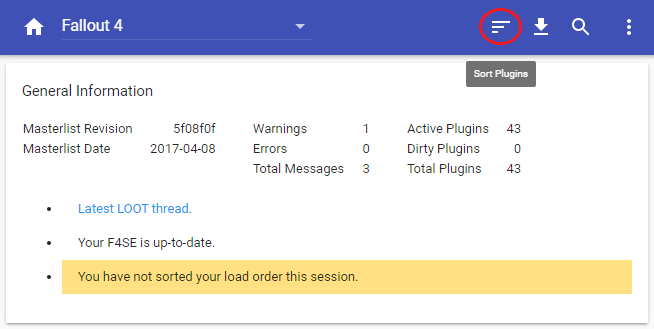 Fallout 4
Sort Plugins
General Information
Masterlist Revision 5f08f0f Warnings 1 Active Plugins 43
Masterlist Date 2017-04-08 Errors 0 Dirty Plugins 0
Total Messages 3 Total Plugins 43
Latest LOOT thread.
Your F4SE is up-to-date.
You have not sorted your load order this session.